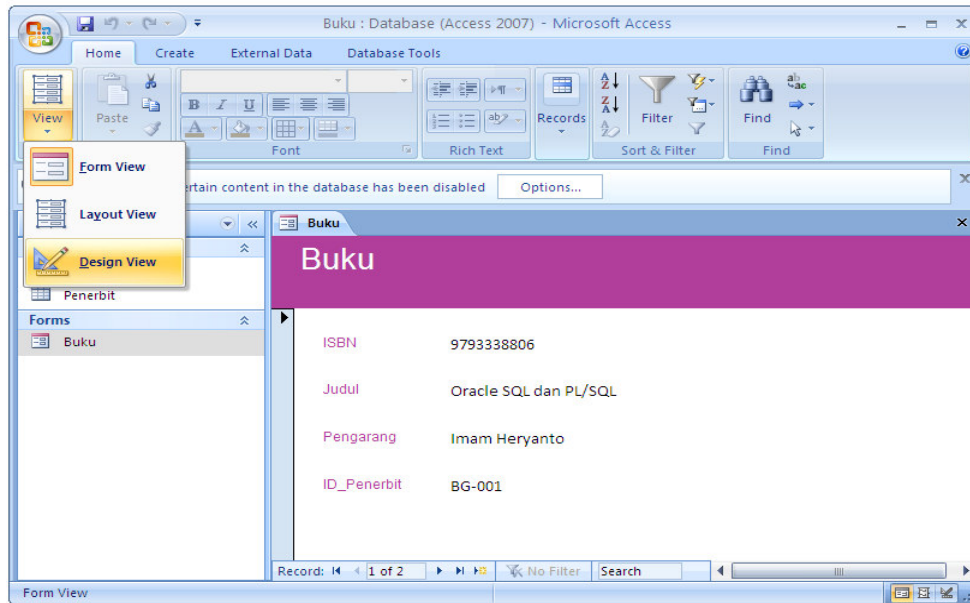 Buku : Database (Access 2007) - Microsoft Access
Home Create External Data Database Tools
View Paste B I U Records Filter Find
Font Rich Text Sort & Filter Find
Form View
Layout View
Design View
ertain content in the database has been disabled Options...
Buku
Buku
Penerbit
Forms
Buku
ISBN 9793338806
Judul Oracle SQL dan PL/SQL
Pengarang Imam Heryanto
ID_Penerbit BG-001
Record: 1 of 2 No Filter Search
Form View